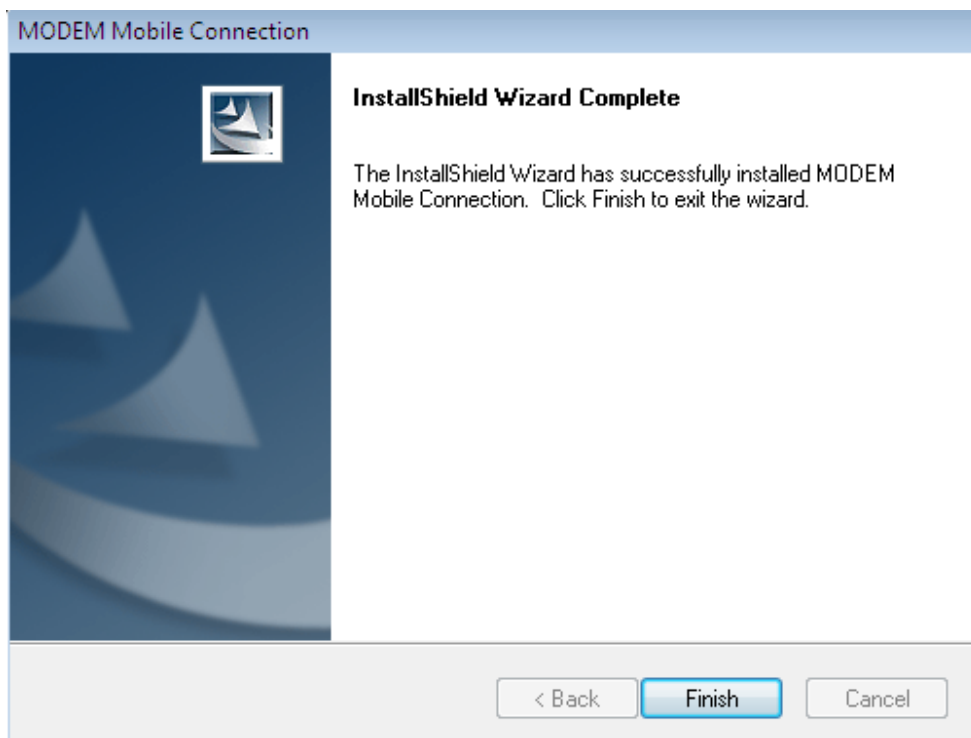 MODEM Mobile Connection
InstallShield Wizard Complete
The InstallShield Wizard has successfully installed MODEM
Mobile Connection. Click Finish to exit the wizard.
< Back
Finish
Cancel